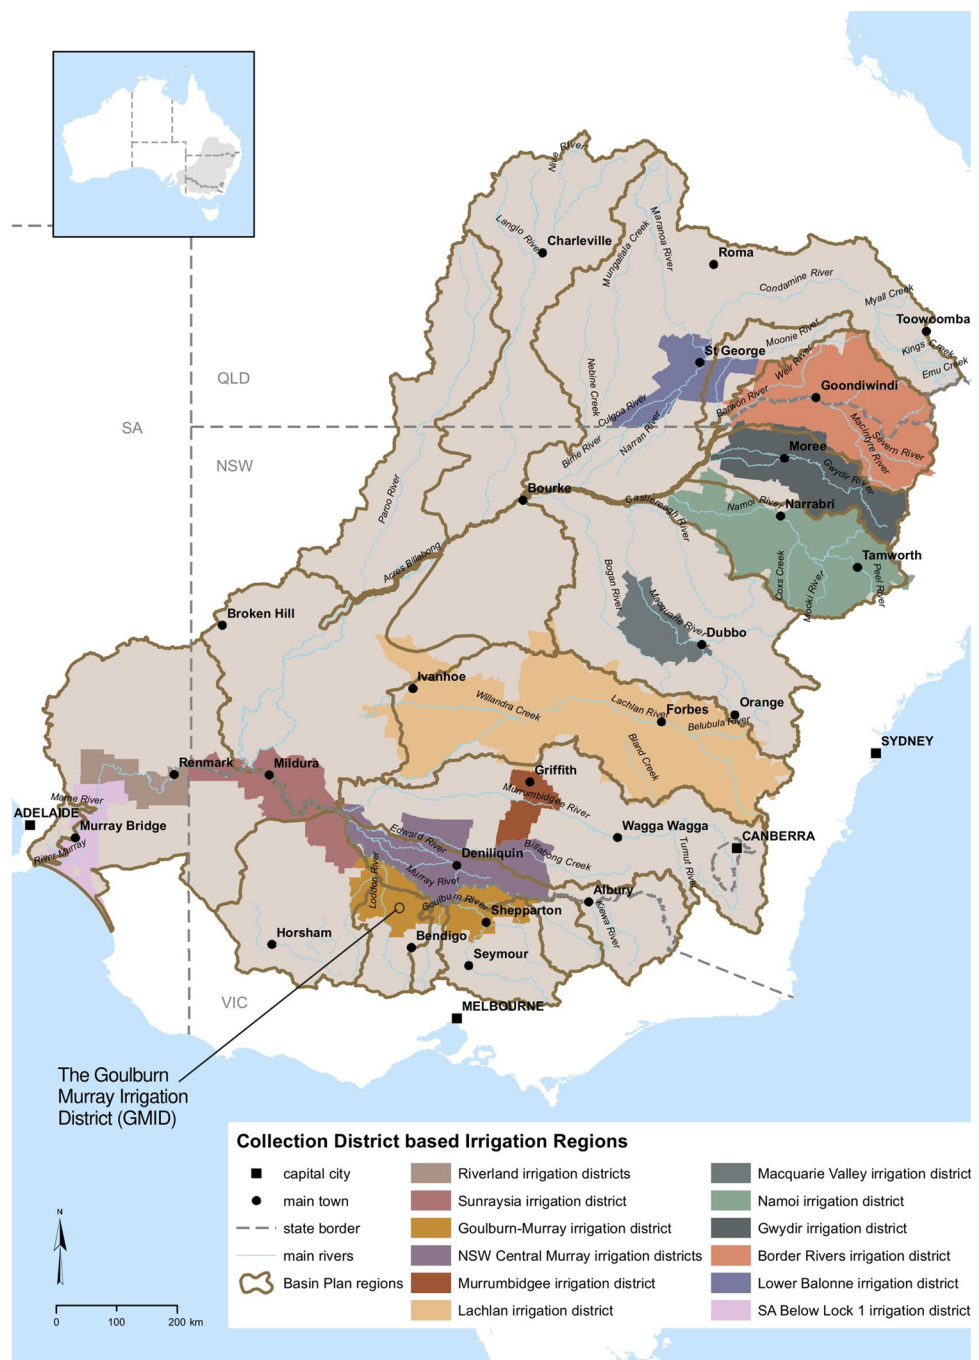 Nive River
Langlo River
Charleville
Mungallala Creek
Maranoa River
Roma
Condamine River
Myall Creek
Toowoomba
Kings Creek
Emu Creek
Moonie River
Weir River
St George
QLD
Goondiwindi
Barwon River
Nebine Creek
Culgoa River
Narran River
Birrie River
Macintyre River
Severn River
SA
NSW
Moree
Gwydir River
Paroo River
Bourke
Castlereagh River
Namoi River
Narrabri
Acres Billabong
Bogan River
Coxs Creek
Mooki River
Tamworth
Peel River
Broken Hill
Macquarie River
Dubbo
Ivanhoe
Willandra Creek
Lachlan River
Forbes
Orange
Belubula River
Bland Creek
SYDNEY
Renmark
Mildura
Griffith
Murrumbidgee River
Marne River
ADELAIDE
Murray Bridge
River Murray
Edward River
Wagga Wagga
CANBERRA
Deniliquin
Billabong Creek
Tumut River
Murray River
Loddon River
Goulburn River
Albury
Shepparton
Kiewa River
Horsham
Bendigo
Seymour
VIC
MELBOURNE
The Goulburn
Murray Irrigation
District (GMID)
Collection District based Irrigation Regions
capital city
main town
state border
main rivers
Basin Plan regions
Riverland irrigation districts
Sunraysia irrigation district
Goulburn-Murray irrigation district
NSW Central Murray irrigation districts
Murrumbidgee irrigation district
Lachlan irrigation district
Macquarie Valley irrigation district
Namoi irrigation district
Gwydir irrigation district
Border Rivers irrigation district
Lower Balonne irrigation district
SA Below Lock 1 irrigation district
N
0 100 200 km